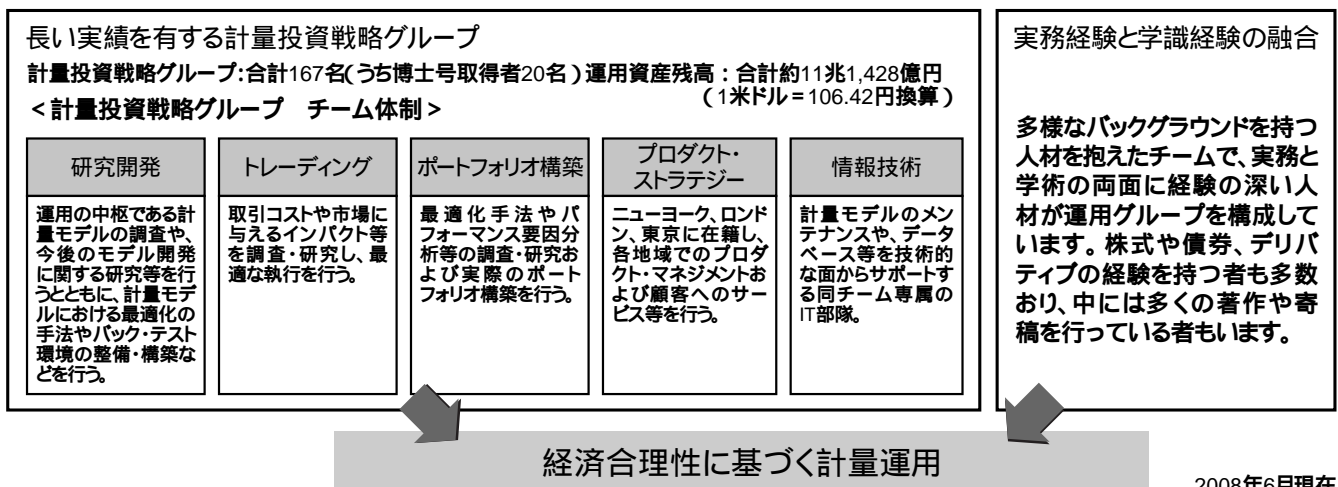 長い実績を有する計量投資戦略グループ
計量投資戦略グループ:合計167名(うち博士号取得者20名)運用資産残高:合計約11兆1,428億円
(1米ドル=106.42円換算)
<計量投資戦略グループ チーム体制>
研究開発
運用の中枢である計
量モデルの調査や、
今後のモデル開発
に関する研究等を行
うとともに、計量モデ
ルにおける最適化の
手法やバック・テスト
環境の整備・構築な
どを行う。
トレーディング
取引コストや市場に
与えるインパクト等
を調査・研究し、最
適な執行を行う。
ポートフォリオ構築
最適化手法やパ
フォーマンス要因分
析等の調査・研究お
よび実際のポート
フォリオ構築を行う。
プロダクト・
ストラテジー
ニューヨーク、ロンド
ン、東京に在籍し、
各地域でのプロダ
クト・マネジメントお
よび顧客へのサー
ビス等を行う。
情報技術
計量モデルのメン
テナンスや、データ
ベース等を技術的
な面からサポートす
る同チーム専属の
IT部隊。
実務経験と学識経験の融合
多様なバックグラウンドを持つ
人材を抱えたチームで、実務と
学術の両面に経験の深い人
材が運用グループを構成して
います。株式や債券、デリバ
ティブの経験を持つ者も多数
おり、中には多くの著作や寄
稿を行っている者もいます。
経済合理性に基づく計量運用
2008年6月現在